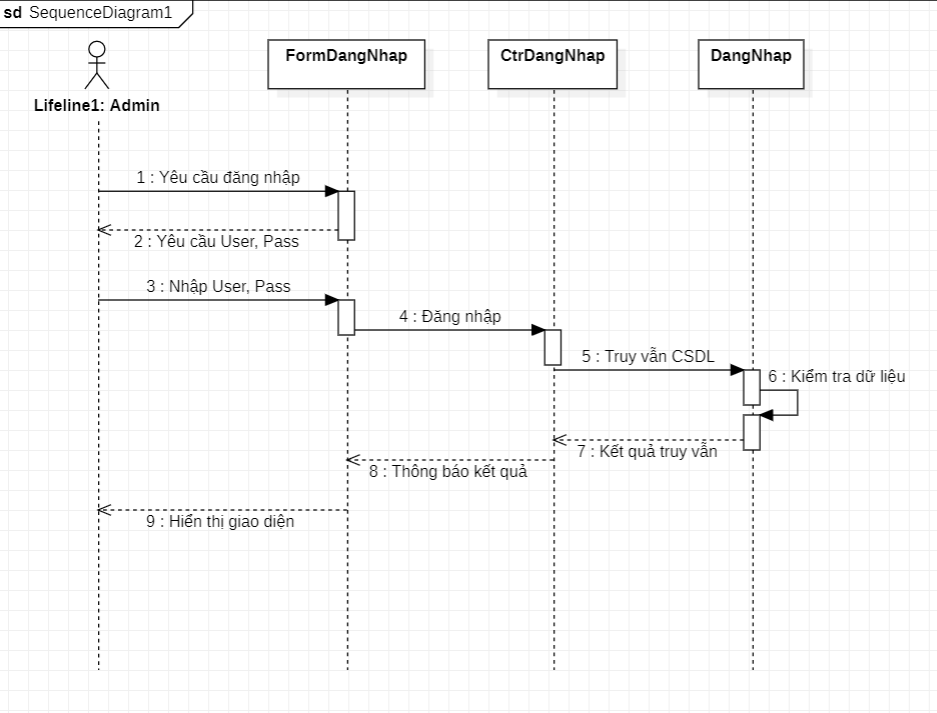 sd SequenceDiagram1
FormDangNhap
CtrDangNhap
DangNhap
Lifeline1: Admin
1 : Yêu cầu đăng nhập
2 : Yêu cầu User, Pass
3 : Nhập User, Pass
4 : Đăng nhập
5 : Truy vẫn CSDL
6 : Kiểm tra dữ liệu
7 : Kết quả truy vẫn
8 : Thông báo kết quả
9 : Hiển thị giao diện